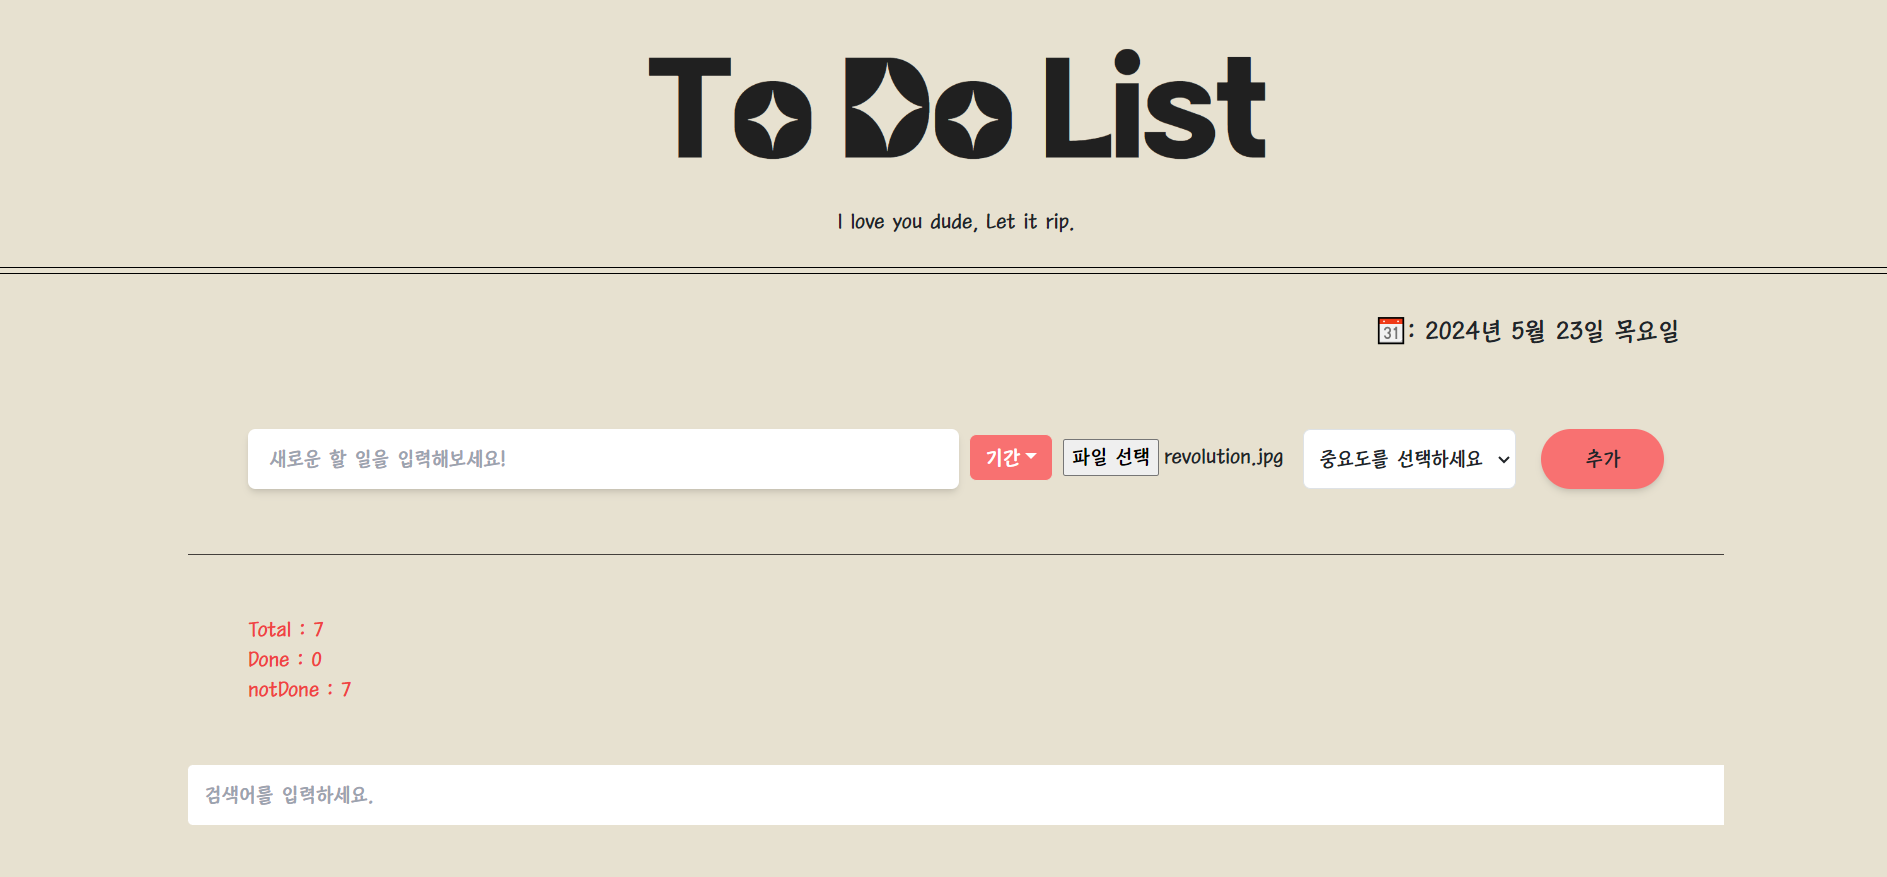 To Do List
I love you dude, Let it rip.
31 : 2024년 5월 23일 목요일
새로운 할 일을 입력해보세요! 기간 파일 선택 revolution.jpg 중요도를 선택하세요 추가
Total : 7
Done : 0
notDone : 7
검색어를 입력하세요.